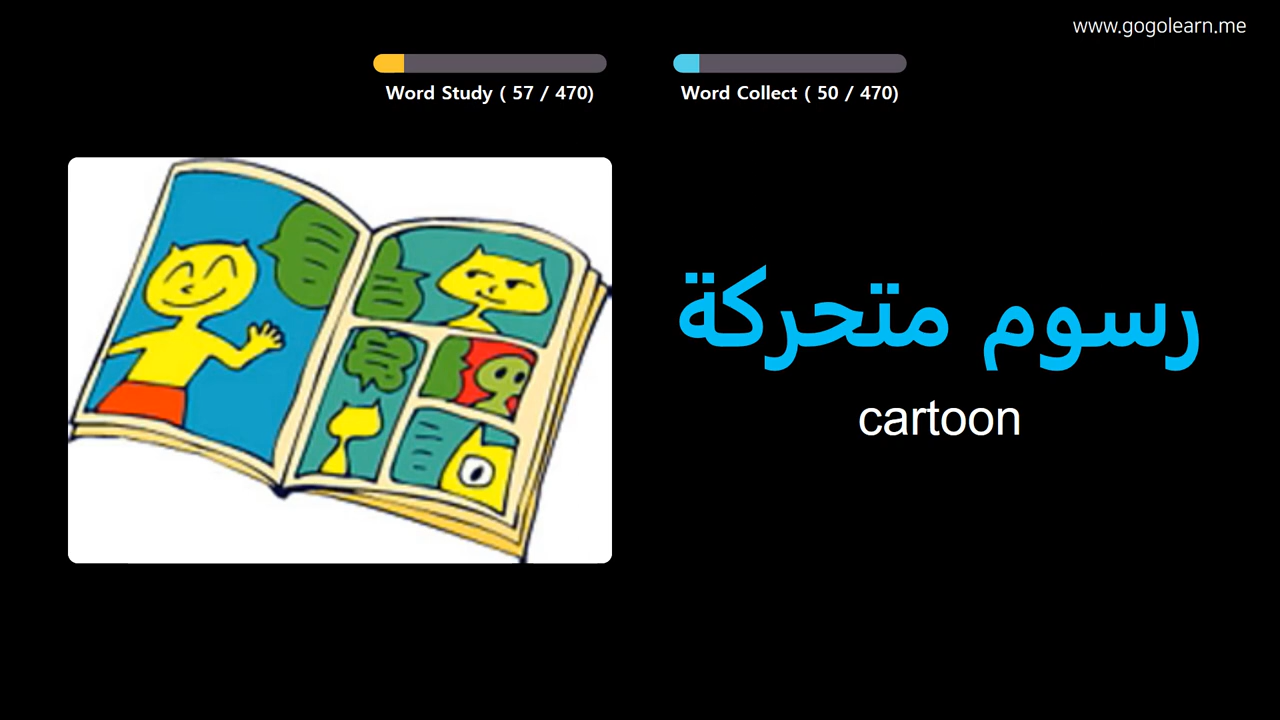 www.gogolearn.me
Word Study ( 57 / 470)
Word Collect ( 50 / 470)
رسوم متحركة
cartoon